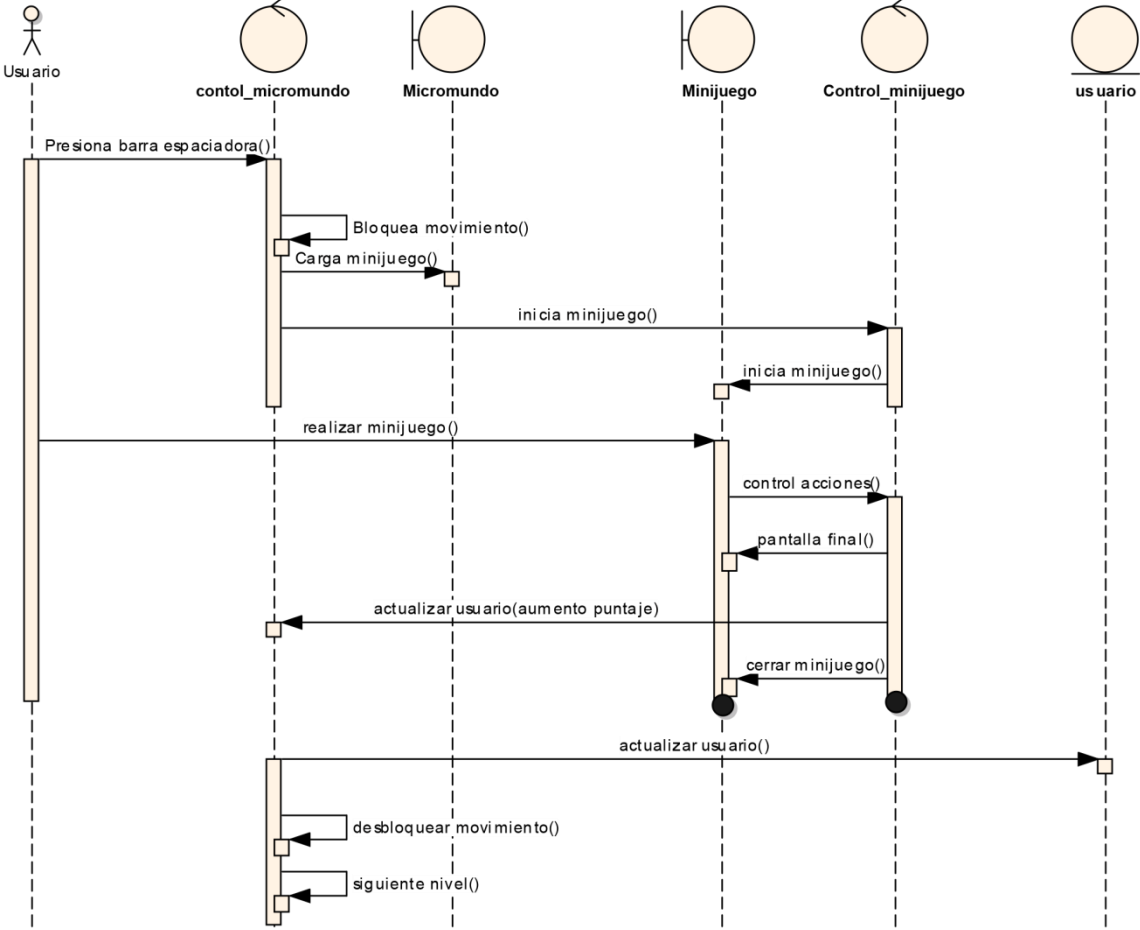 Usuario
contol_micromundo
Micromundo
Minijuego
Control_minijuego
usuario
Presiona barra espaciadora()
Bloquea movimiento()
Carga minijuego()
inicia minijuego()
inicia minijuego()
realizar minijuego()
control acciones()
pantalla final()
actualizar usuario(aumento puntaje)
cerrar minijuego()
actualizar usuario()
desbloquear movimiento()
siguiente nivel()